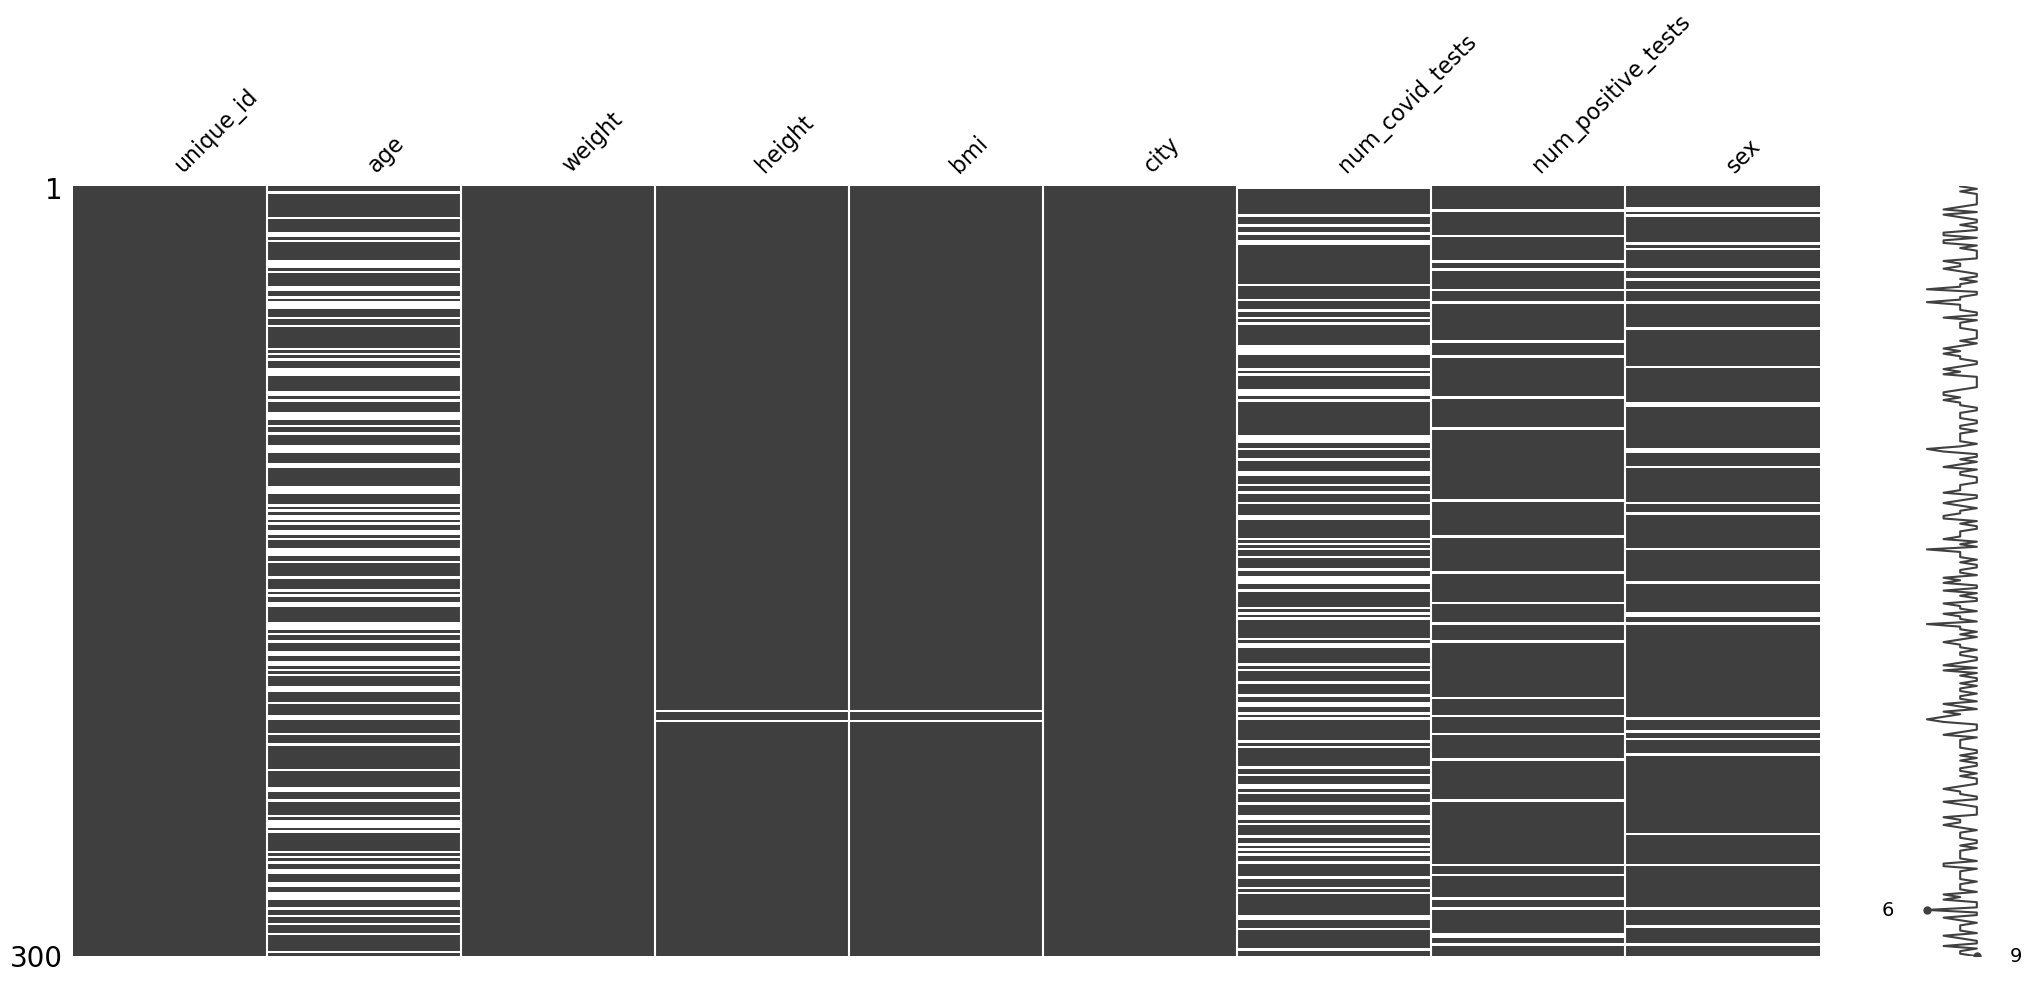 unique_id
age
weight
height
bmi
city
num_covid_tests
num_positive_tests
sex
1
300
6
9